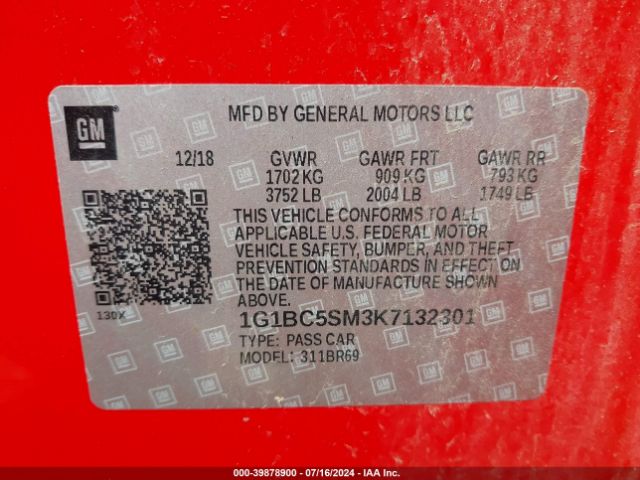 GM
MFD BY GENERAL MOTORS LLC
12/18 GVWR GAWR FRT GAWR RR
1702 KG 909 KG 793 KG
3752 LB 2004 LB 1749 LB
THIS VEHICLE CONFORMS TO ALL
APPLICABLE U.S. FEDERAL MOTOR
VEHICLE SAFETY, BUMPER, AND THEFT
PREVENTION STANDARDS IN EFFECT ON
THE DATE OF MANUFACTURE SHOWN
ABOVE.
130X
1G1BC5SM3K7132301
TYPE: PASS CAR
MODEL: 311BR69
000-39878900 - 07/16/2024 - IAA Inc.